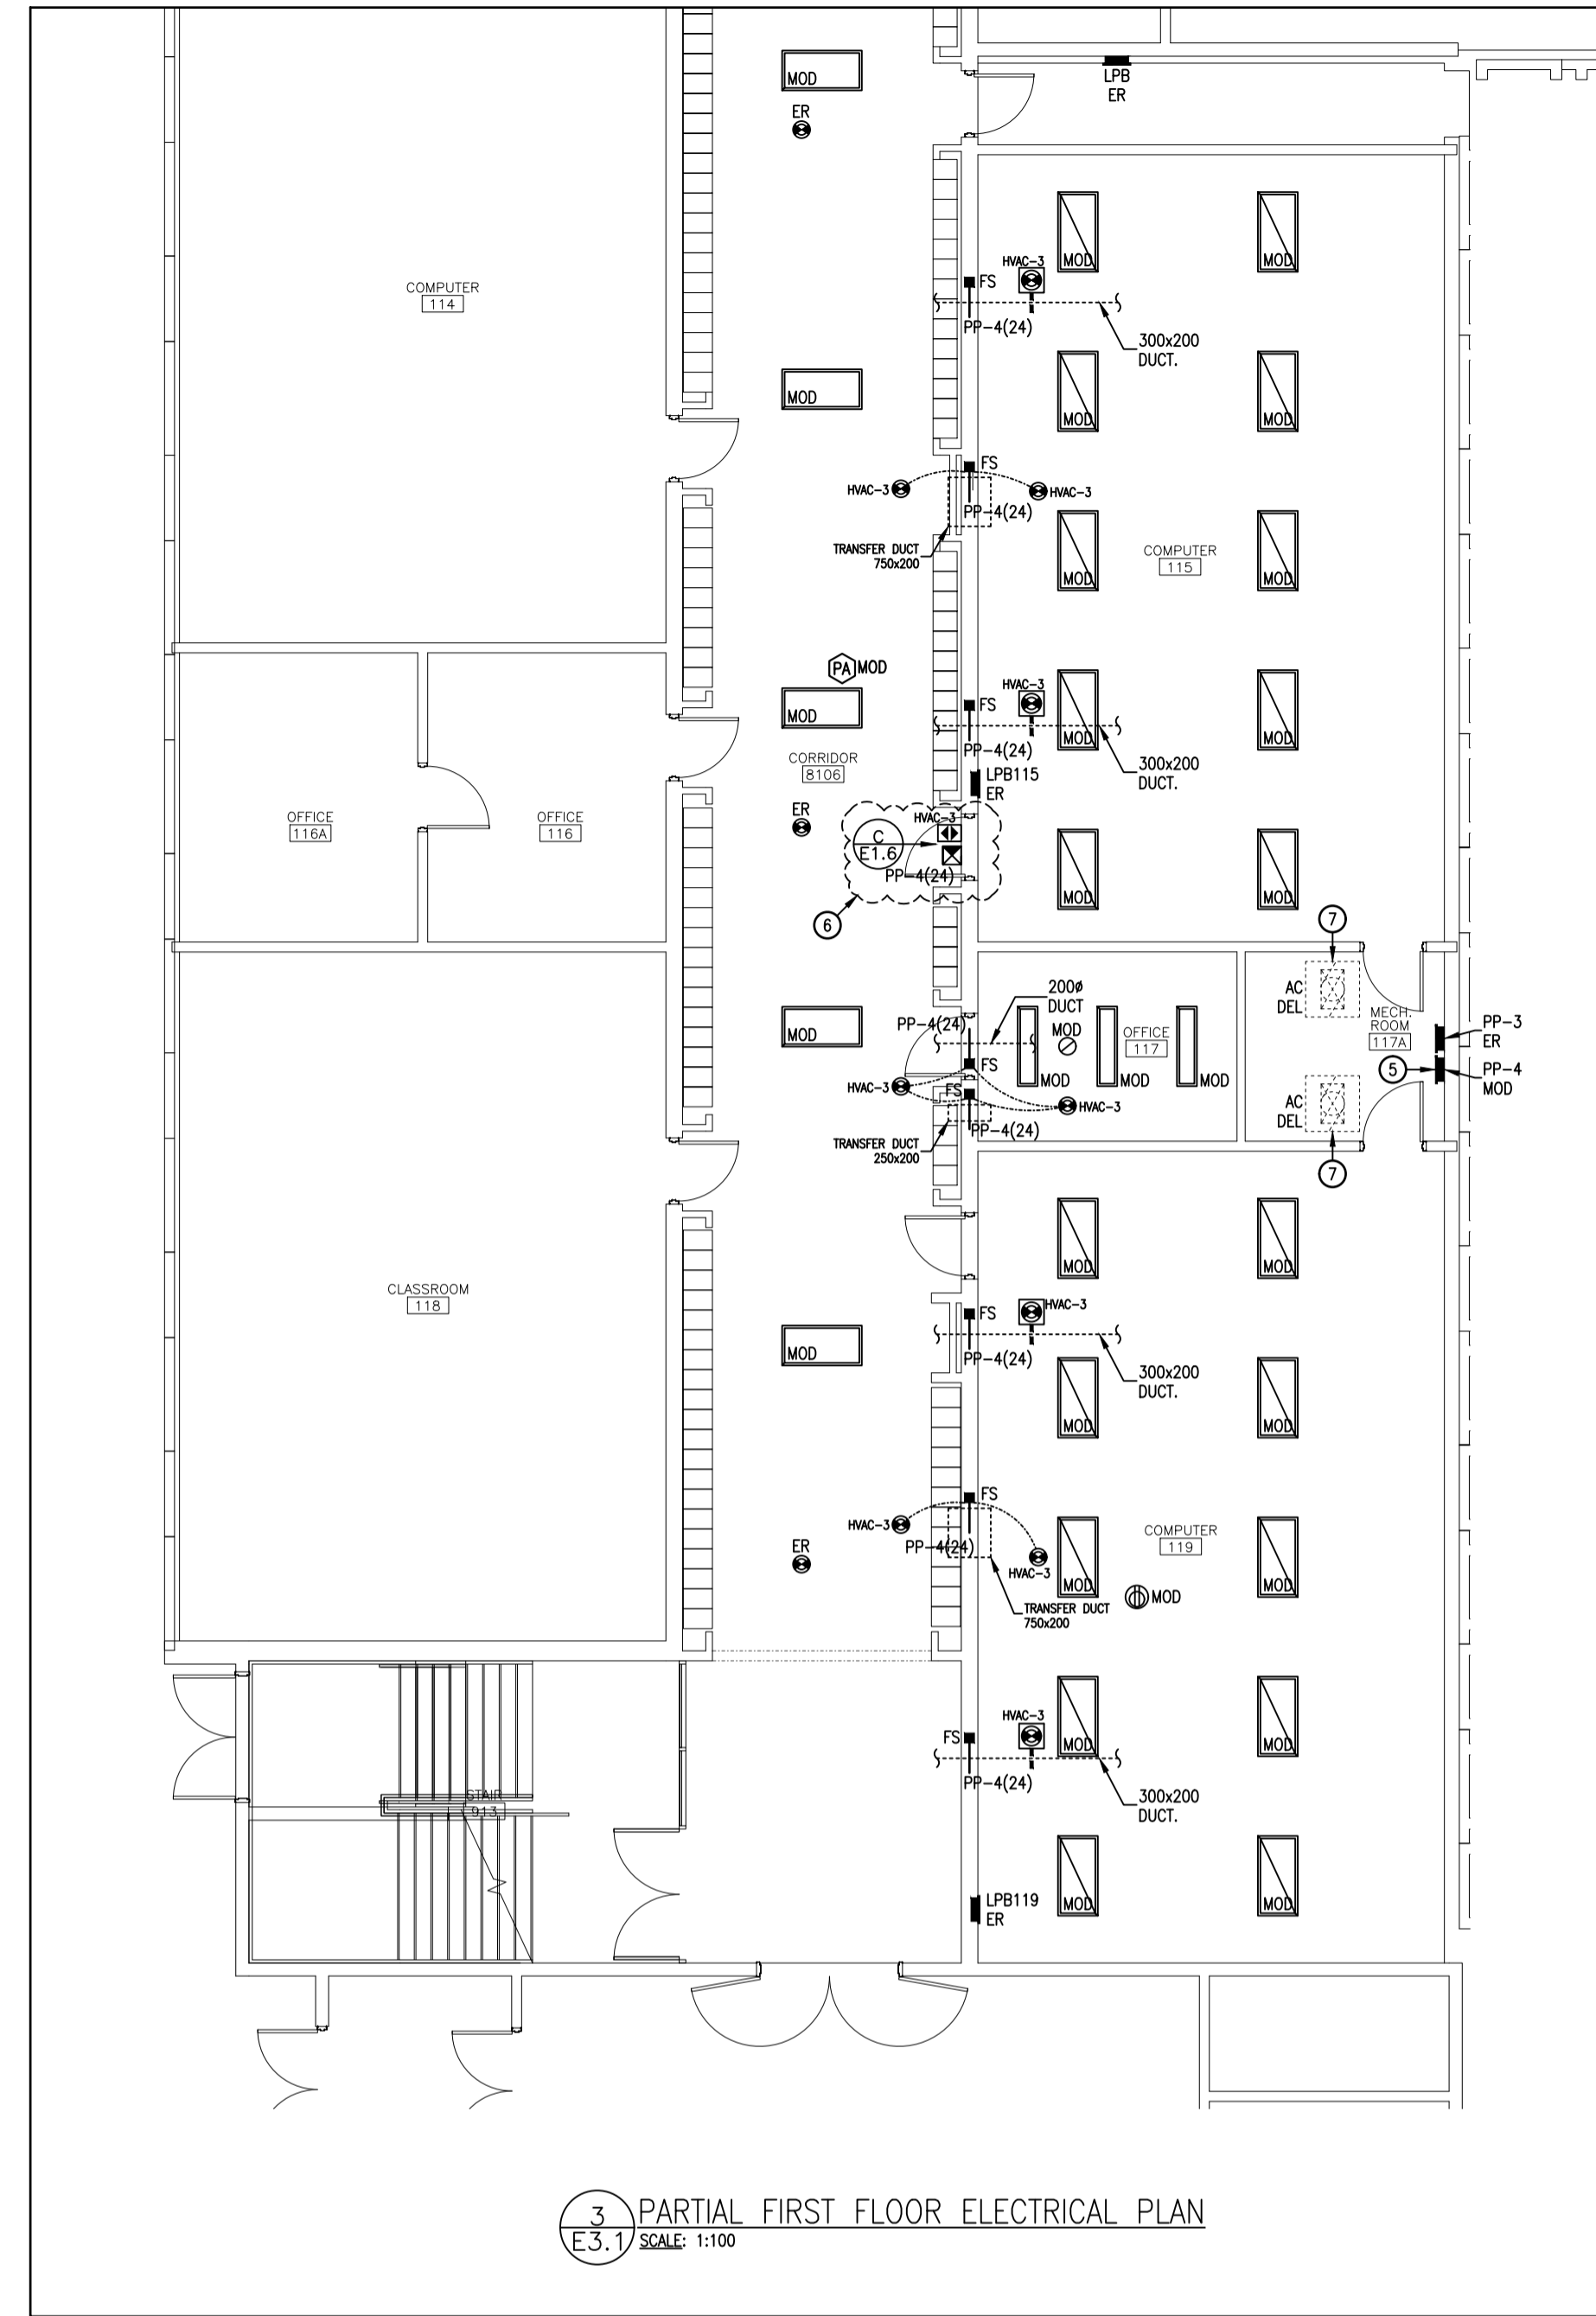 MOD
LPB
ER
ER
MOD
MOD
HVAC-3
FS
COMPUTER
114
PP-4(24)
300x200
DUCT.
MOD
MOD
MOD
FS
HVAC-3
HVAC-3
PP-4(24)
TRANSFER DUCT
750x200
COMPUTER
115
MOD
MOD
PA MOD
HVAC-3
FS
MOD
MOD
MOD
PP-4(24)
CORRIDOR
8106
300x200
DUCT.
LPB115
ER
OFFICE
116A
OFFICE
116
ER
HVAC-3
C
E1.6
PP-4(24)
MOD
MOD
6
7
AC
DEL
200ø
DUCT
PP-4(24)
MOD
MOD
OFFICE
117
MECH.
ROOM
117A
PP-3
ER
5
PP-4
MOD
FS
MOD
MOD
MOD
HVAC-3
FS
HVAC-3
AC
DEL
PP-4(24)
TRANSFER DUCT
250x200
7
MOD
MOD
CLASSROOM
118
HVAC-3
FS
MOD
PP-4(24)
300x200
DUCT.
MOD
MOD
FS
HVAC-3
PP-4(24)
COMPUTER
119
ER
HVAC-3
MOD
MOD
MOD
TRANSFER DUCT
750x200
HVAC-3
FS
MOD
MOD
PP-4(24)
STAIR
913
300x200
DUCT.
LPB119
ER
MOD
MOD
3
E3.1
PARTIAL FIRST FLOOR ELECTRICAL PLAN
SCALE: 1:100